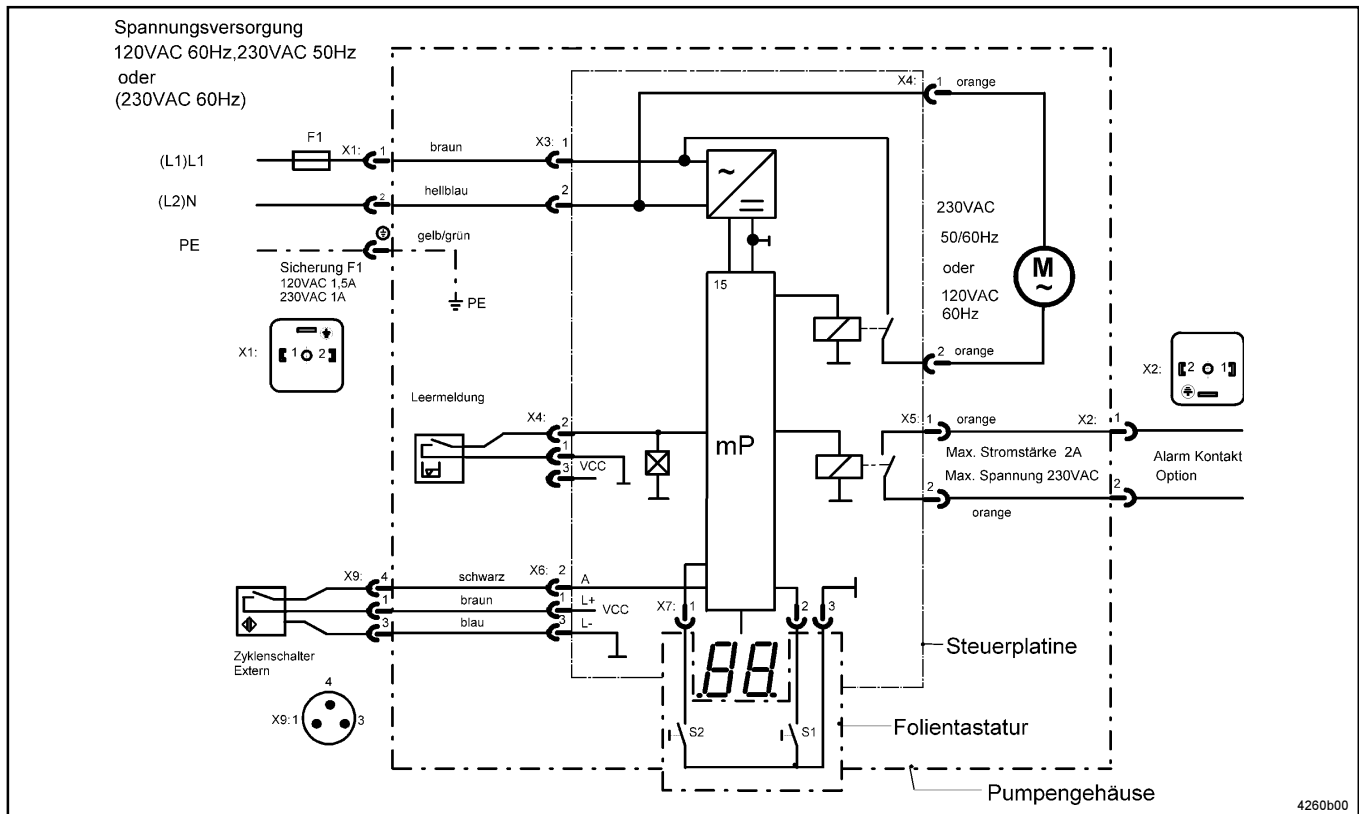 Spannungsversorgung
120VAC 60Hz,230VAC 50Hz
oder
(230VAC 60Hz)
X4: 1 orange
F1
(L1)L1
X1: 1
braun
X3: 1
~
(L2)N
2
hellblau
2
230VAC
50/60Hz
oder
120VAC
60Hz
M
~
PE
gelb/grün
Sicherung F1
120VAC 1,5A
230VAC 1A
PE
15
2 orange
X1:
1 2
X2:
2 1
Leermeldung
X4: 2
1
3 VCC
mP
X5: 1 orange
X2: 1
Max. Stromstärke 2A
Max. Spannung 230VAC
Alarm Kontakt
Option
2
orange
2
X9: 4
schwarz
X6: 2 A
1
braun
1 L+ VCC
3
blau
3 L-
X7: 1
2 3
Zyklenschalter
Extern
88
Steuerplatine
4
X9: 1 3
S2
S1
Folientastatur
Pumpengehäuse
4260b00